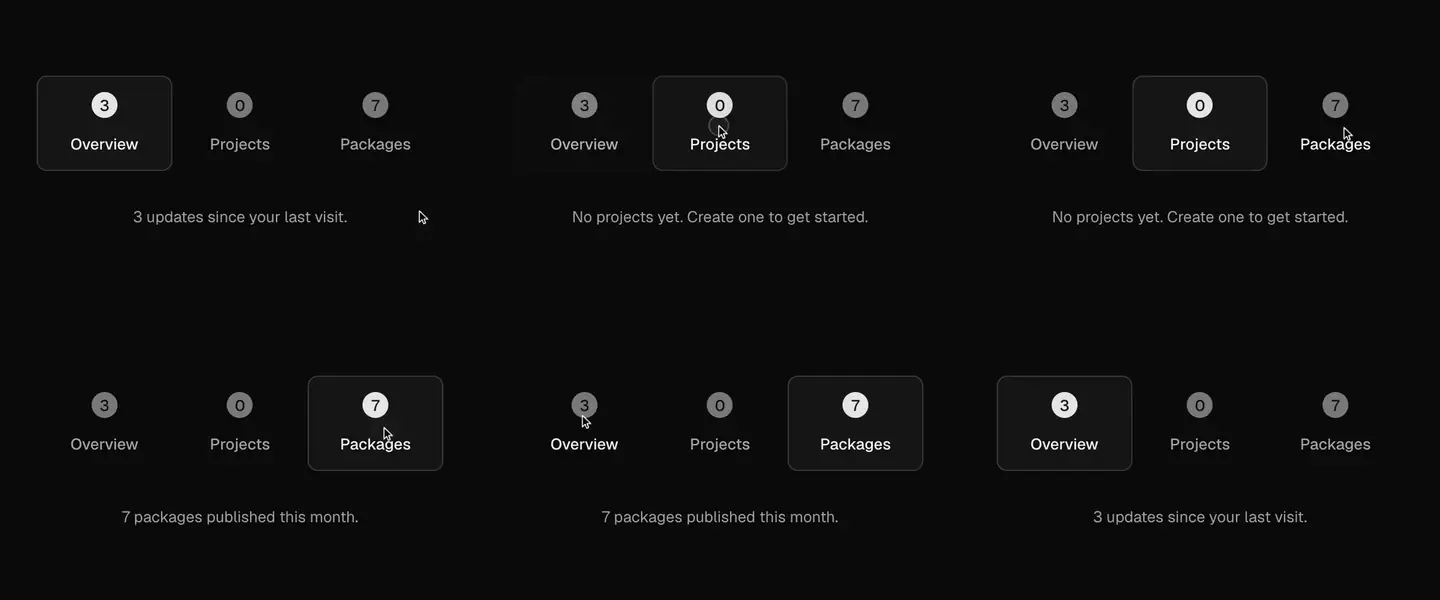 3 0 7 3 0 7 3 0 7
Overview Projects Packages Overview Projects Packages Overview Projects Packages
3 updates since your last visit. No projects yet. Create one to get started. No projects yet. Create one to get started.
3 0 7 3 0 7 3 0 7
Overview Projects Packages Overview Projects Packages Overview Projects Packages
7 packages published this month. 7 packages published this month. 3 updates since your last visit.